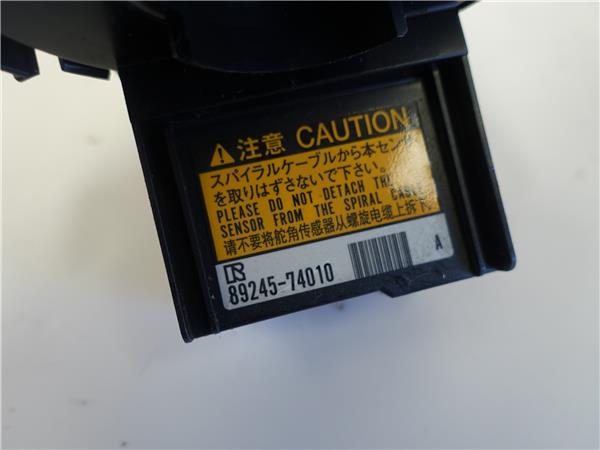 注意 CAUTION
スパイラルケーブルから本セン
を取りはずさないで下さい。
PLEASE DO NOT DETACH THE
SENSOR FROM THE SPIRAL CABLE
请不要将舵角传感器从螺旋电缆上拆下
89245-74010
A